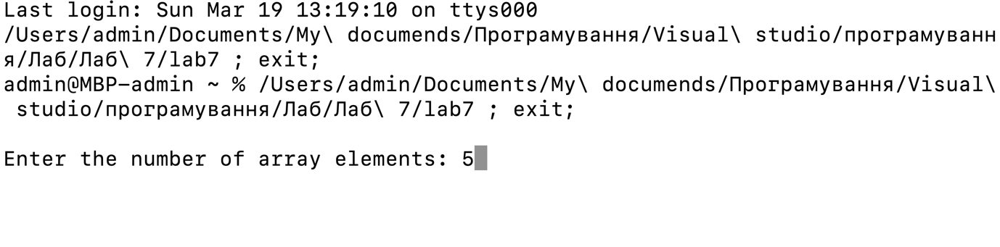 Last login: Sun Mar 19 13:19:10 on ttys000
/Users/admin/Documents/My\ documends/Програмування/Visual\ studio/програмуванн
я/Лаб/Лаб\ 7/lab7 ; exit;
admin@MBP-admin ~ % /Users/admin/Documents/My\ documends/Програмування/Visual\
 studio/програмування/Лаб/Лаб\ 7/lab7 ; exit;
Enter the number of array elements: 5